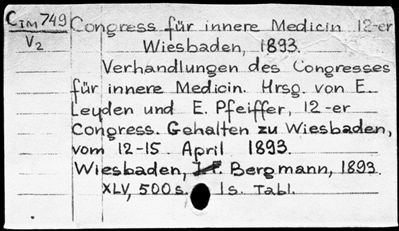 CIM 749 Congress für innere Medicin 12-er
V2 Wiesbaden, 1893.
Verhandlungen des Congresses
für innere Medicin. Hrsg. von E.
Leyden und E. Pfeiffer, 12-er
Congress. Gehalten zu Wiesbaden,
vom 12-15 April 1893.
Wiesbaden, Bergmann, 1893
XLV, 500 s. 1 s. Tabl.